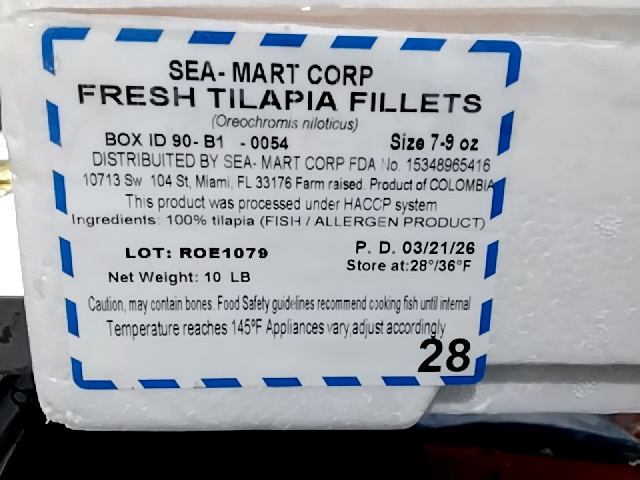 SEA- MART CORP
FRESH TILAPIA FILLETS
(Oreochromis niloticus)
BOX ID 90- B1 - 0054 Size 7-9 oz
DISTRIBUITED BY SEA- MART CORP FDA No. 15348965416
10713 Sw 104 St, Miami, FL 33176 Farm raised. Product of COLOMBIA
This product was processed under HACCP system
Ingredients: 100% tilapia (FISH / ALLERGEN PRODUCT)
LOT: ROE1079 P. D. 03/21/26
Net Weight: 10 LB Store at:28°/36°F
Caution, may contain bones. Food Safety guidelines recommend cooking fish until internal
Temperature reaches 145ºF Appliances vary,adjust accordingly
28